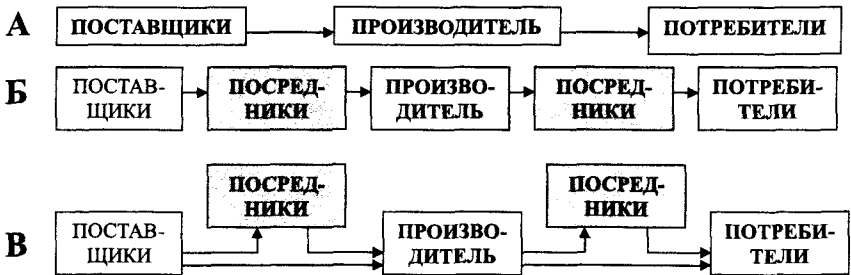 А ПОСТАВЩИКИ ПРОИЗВОДИТЕЛЬ ПОТРЕБИТЕЛИ
Б ПОСТАВ- ПОСРЕД- ПРОИЗВО- ПОСРЕД- ПОТРЕБИ-
ЩИКИ НИКИ ДИТЕЛЬ НИКИ ТЕЛИ
ПОСРЕД- ПОСРЕД-
НИКИ НИКИ
В ПОСТАВ- ПРОИЗВО- ПОТРЕБИ-
ЩИКИ ДИТЕЛЬ ТЕЛИ